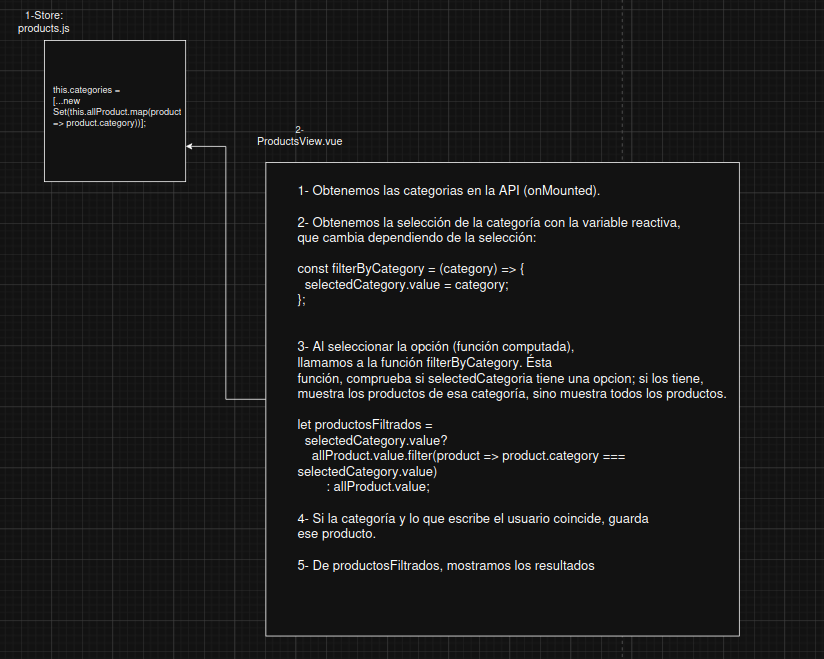 1-Store:
products.js
this.categories =
[...new
Set(this.allProduct.map(product
=> product.category))];
2-
ProductsView.vue
1- Obtenemos las categorias en la API (onMounted).
2- Obtenemos la selección de la categoría con la variable reactiva,
que cambia dependiendo de la selección:
const filterByCategory = (category) => {
selectedCategory.value = category;
};
3- Al seleccionar la opción (función computada),
llamamos a la función filterByCategory. Ésta
función, comprueba si selectedCategoria tiene una opcion; si los tiene,
muestra los productos de esa categoría, sino muestra todos los productos.
let productosFiltrados =
selectedCategory.value?
allProduct.value.filter(product => product.category ===
selectedCategory.value)
: allProduct.value;
4- Si la categoría y lo que escribe el usuario coincide, guarda
ese producto.
5- De productosFiltrados, mostramos los resultados